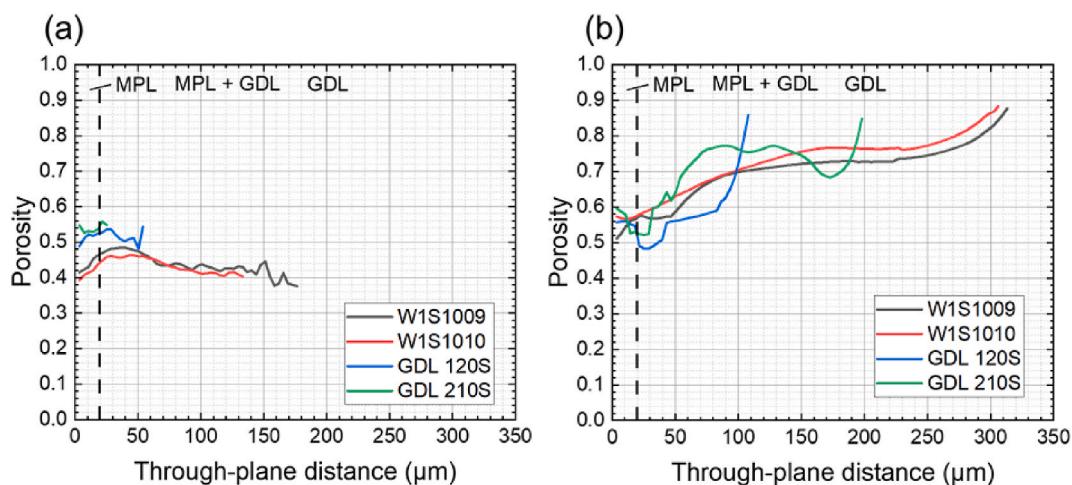 (a)
1.0
0.9
0.8
0.7
0.6
0.5
0.4
0.3
0.2
0.1
0.0
Porosity
MPL MPL + GDL GDL
W1S1009
W1S1010
GDL 120S
GDL 210S
0 50 100 150 200 250 300 350
Through-plane distance (µm)
(b)
1.0
0.9
0.8
0.7
0.6
0.5
0.4
0.3
0.2
0.1
0.0
Porosity
MPL MPL + GDL GDL
W1S1009
W1S1010
GDL 120S
GDL 210S
0 50 100 150 200 250 300 350
Through-plane distance (µm)